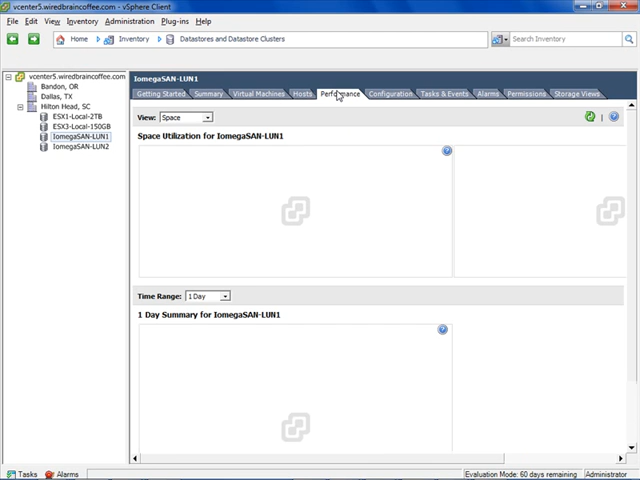 vcenter5.wiredbraincoffee.com - vSphere Client
File Edit View Inventory Administration Plug-ins Help
Home Inventory Datastores and Datastore Clusters Search Inventory
vcenter5.wiredbraincoffee.com
Bandon, OR
Dallas, TX
Hilton Head, SC
ESX1-Local-2TB
ESX3-Local-150GB
IomegaSAN-LUN1
IomegaSAN-LUN2
IomegaSAN-LUN1
Getting Started Summary Virtual Machines Hosts Performance Configuration Tasks & Events Alarms Permissions Storage Views
View: Space
Space Utilization for IomegaSAN-LUN1
Time Range: 1 Day
1 Day Summary for IomegaSAN-LUN1
Tasks Alarms Evaluation Mode: 60 days remaining Administrator